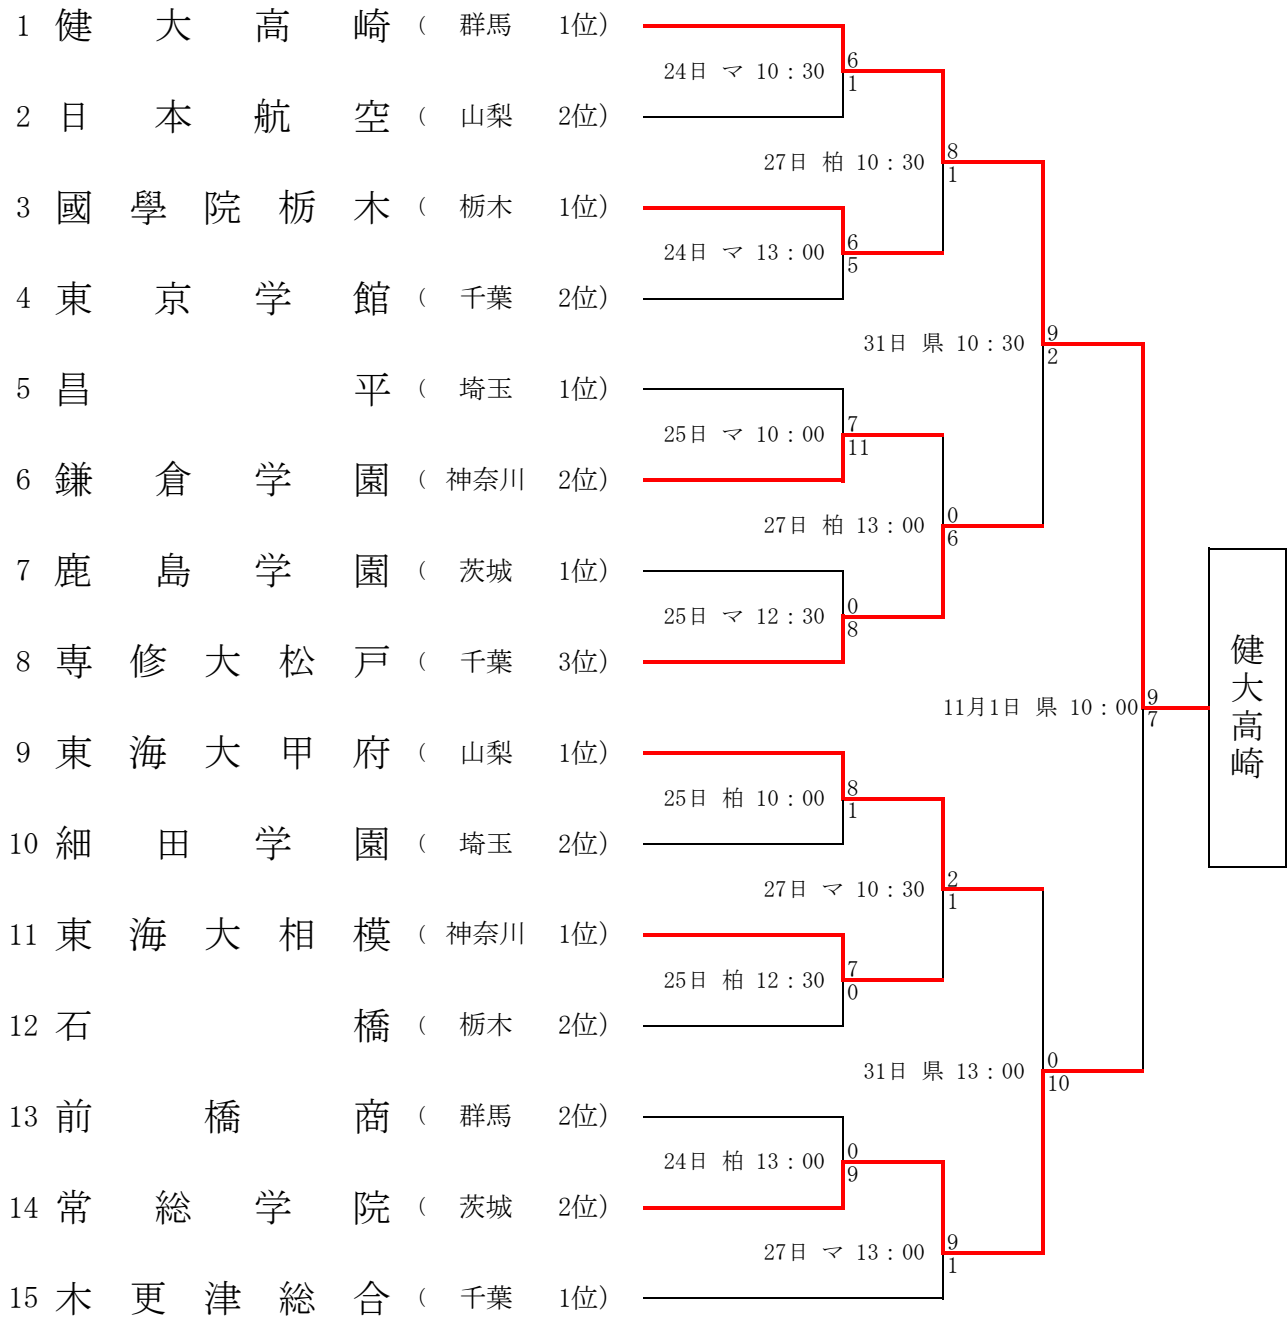 1 健大高崎 ( 群馬 1位)
6
24日 マ 10:30
1
2 日本航空 ( 山梨 2位)
8
27日 柏 10:30
1
3 國學院栃木 ( 栃木 1位)
6
24日 マ 13:00
5
4 東京学館 ( 千葉 2位)
9
31日 県 10:30
2
5 昌平 ( 埼玉 1位)
7
25日 マ 10:00
11
6 鎌倉学園 ( 神奈川 2位)
0
27日 柏 13:00
6
7 鹿島学園 ( 茨城 1位)
0
25日 マ 12:30
8
8 専修大松戸 ( 千葉 3位)
9
11月1日 県 10:00
7
健大高崎
9 東海大甲府 ( 山梨 1位)
8
25日 柏 10:00
1
10 細田学園 ( 埼玉 2位)
2
27日 マ 10:30
1
11 東海大相模 ( 神奈川 1位)
7
25日 柏 12:30
0
12 石橋 ( 栃木 2位)
0
31日 県 13:00
10
13 前橋商 ( 群馬 2位)
0
24日 柏 13:00
9
14 常総学院 ( 茨城 2位)
9
27日 マ 13:00
1
15 木更津総合 ( 千葉 1位)